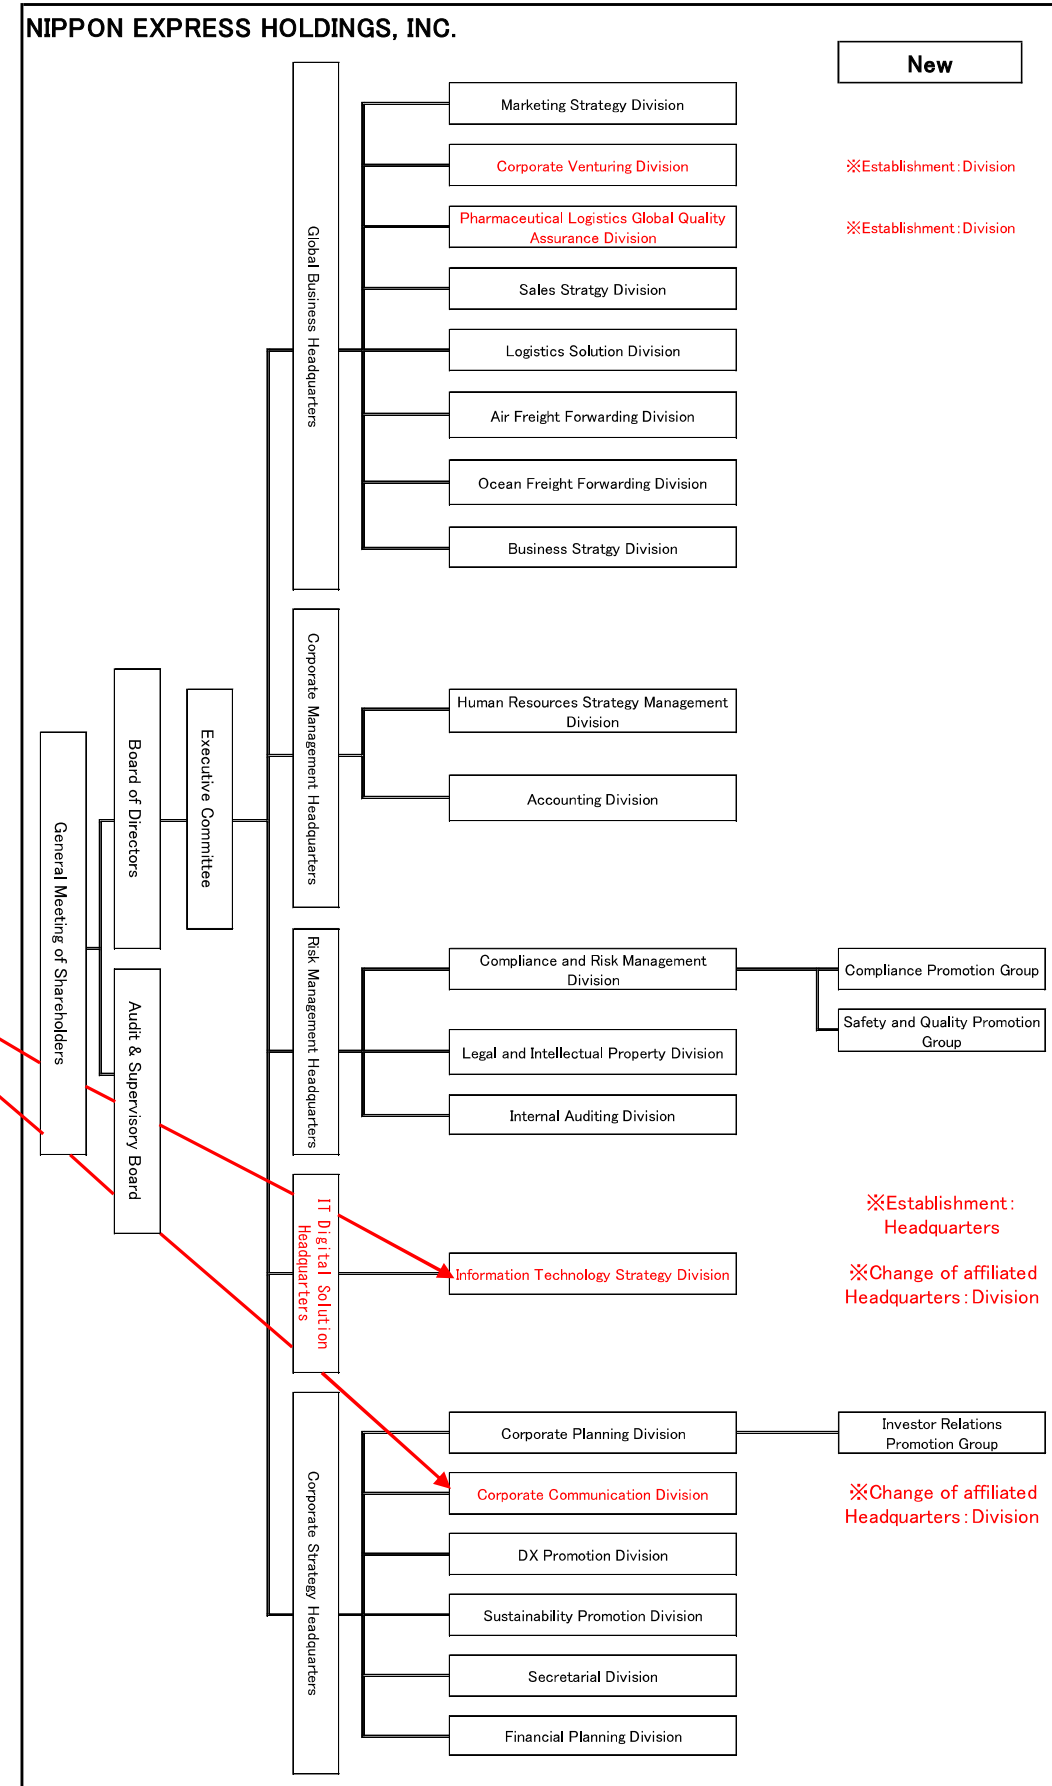 NIPPON EXPRESS HOLDINGS, INC.
New
Marketing Strategy Division
Corporate Venturing Division
※Establishment:Division
Pharmaceutical Logistics Global Quality
Assurance Division
※Establishment:Division
Sales Stratgy Division
Logistics Solution Division
Air Freight Forwarding Division
Ocean Freight Forwarding Division
Business Stratgy Division
Global Business Headquarters
Corporate Management Headquarters
Human Resources Strategy Management
Division
Accounting Division
General Meeting of Shareholders
Board of Directors
Executive Committee
Audit & Supervisory Board
Risk Management Headquarters
Compliance and Risk Management
Division
Compliance Promotion Group
Safety and Quality Promotion
Group
Legal and Intellectual Property Division
Internal Auditing Division
IT Digital Solution
Headquarters
※Establishment:
Headquarters
Information Technology Strategy Division
※Change of affiliated
Headquarters:Division
Corporate Strategy Headquarters
Corporate Planning Division
Investor Relations
Promotion Group
Corporate Communication Division
※Change of affiliated
Headquarters:Division
DX Promotion Division
Sustainability Promotion Division
Secretarial Division
Financial Planning Division